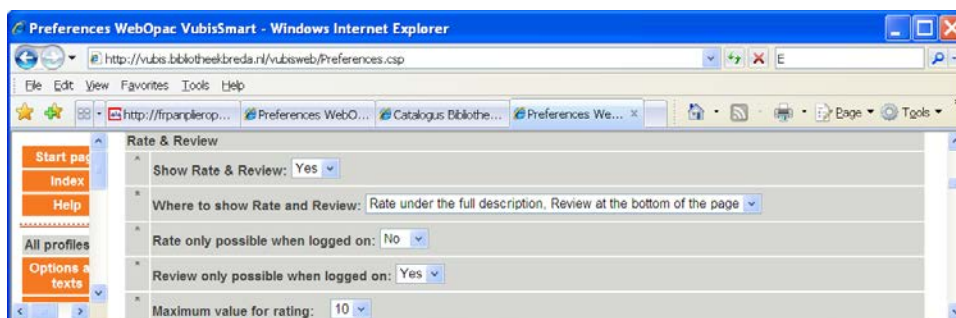 Preferences WebOpac VubisSmart - Windows Internet Explorer
http://vubis.bibliotheekbreda.nl/vubisweb/Preferences.csp E
File Edit View Favorites Tools Help
http://frpanplierop... Preferences WebO... Catalogus Bibliothe... Preferences We... Page Tools
Rate & Review
Start pag
Show Rate & Review: Yes
Index
Help
Where to show Rate and Review: Rate under the full description, Review at the bottom of the page
All profiles
Rate only possible when logged on: No
Options a
texts
Review only possible when logged on: Yes
Maximum value for rating: 10